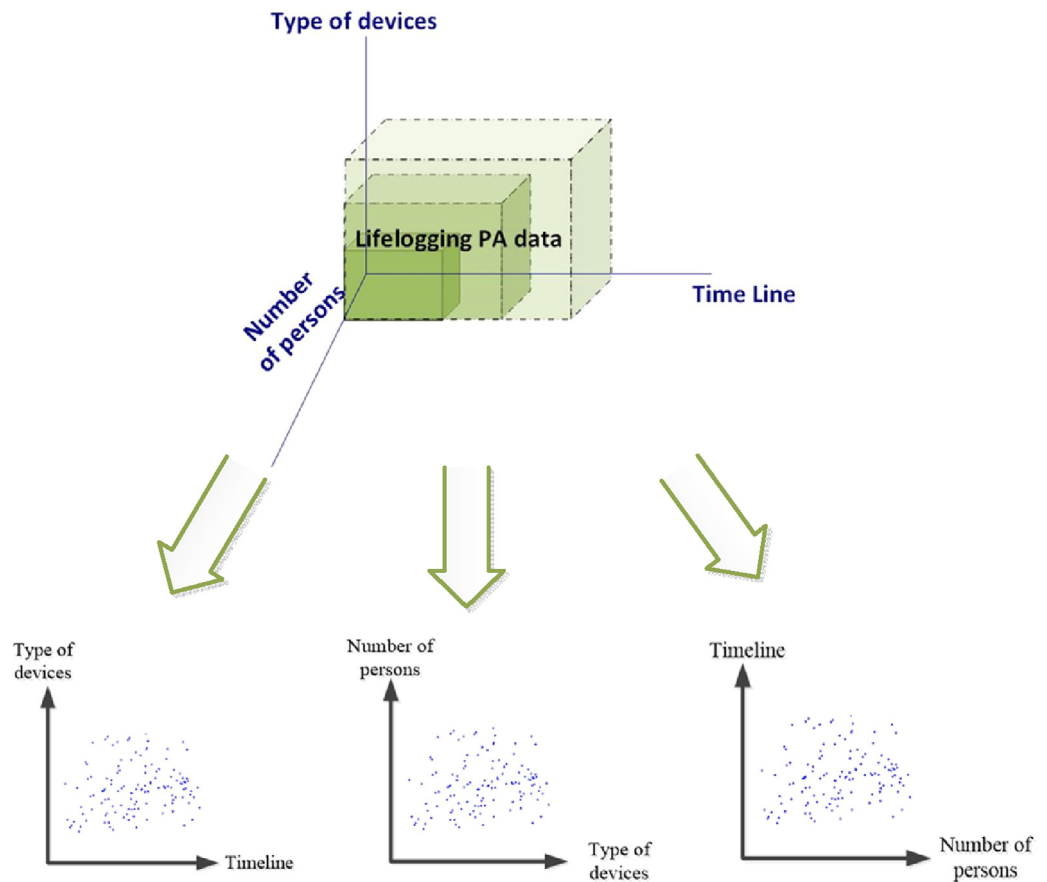 Type of devices
Lifelogging PA data
Time Line
Number
of persons
Type of
devices
Timeline
Number of
persons
Type of
devices
Timeline
Number of
persons